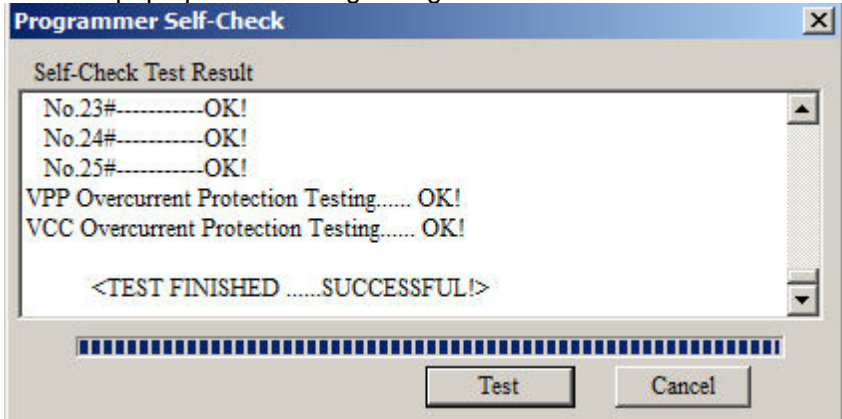 Programmer Self-Check
Self-Check Test Result
No.23#-----------OK!
No.24#-----------OK!
No.25#-----------OK!
VPP Overcurrent Protection Testing...... OK!
VCC Overcurrent Protection Testing...... OK!
<TEST FINISHED ......SUCCESSFUL!>
Test Cancel